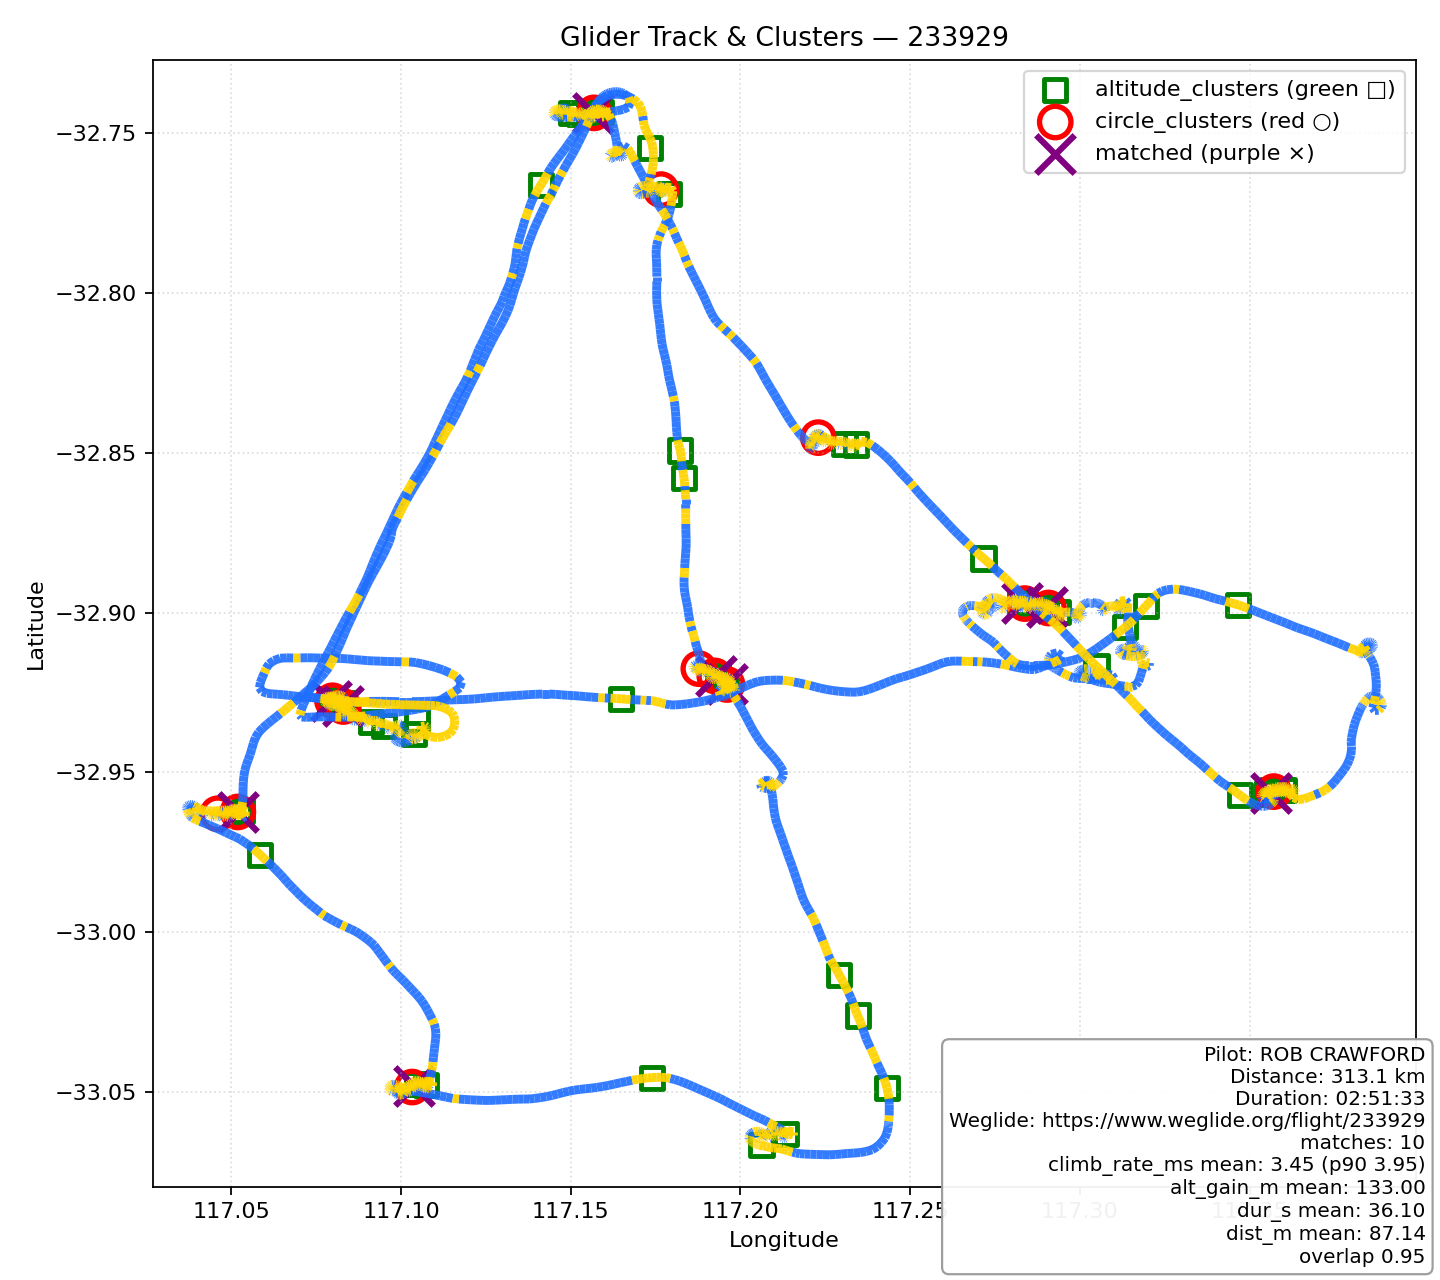 Glider Track & Clusters — 233929
altitude_clusters (green □)
circle_clusters (red ○)
matched (purple ×)
−32.75
−32.80
−32.85
−32.90
−32.95
−33.00
−33.05
Latitude
117.05
117.10
117.15
117.20
117.25
117.30
Longitude
Pilot: ROB CRAWFORD
Distance: 313.1 km
Duration: 02:51:33
Weglide: https://www.weglide.org/flight/233929
matches: 10
climb_rate_ms mean: 3.45 (p90 3.95)
alt_gain_m mean: 133.00
dur_s mean: 36.10
dist_m mean: 87.14
overlap 0.95